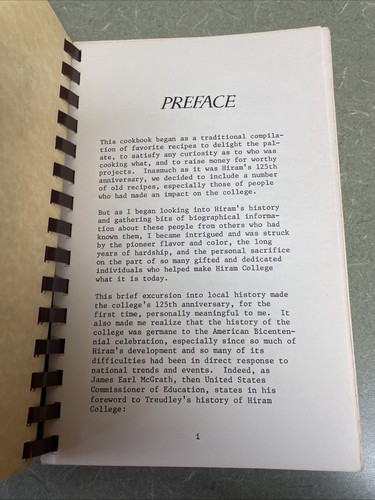 PREFACE
This cookbook began as a traditional compila-
tion of favorite recipes to delight the pal-
ate, to satisfy any curiosity as to who was
cooking what, and to raise money for worthy
projects. Inasmuch as it was Hiram's 125th
anniversary, we decided to include a number
of old recipes, especially those of people
who had made an impact on the college.
But as I began looking into Hiram's history
and gathering bits of biographical informa-
tion about these people from others who had
known them, I became intrigued and was struck
by the pioneer flavor and color, the long
years of hardship, and the personal sacrifice
on the part of so many gifted and dedicated
individuals who helped make Hiram College
what it is today.
This brief excursion into local history made
the college's 125th anniversary, for the
first time, personally meaningful to me. It
also made me realize that the history of the
college was germane to the American Bicenten-
nial celebration, especially since so much of
Hiram's development and so many of its
difficulties had been in direct response to
national trends and events. Indeed, as
James Earl McGrath, then United States
Commissioner of Education, states in his
foreword to Treudley's history of Hiram
College:
i